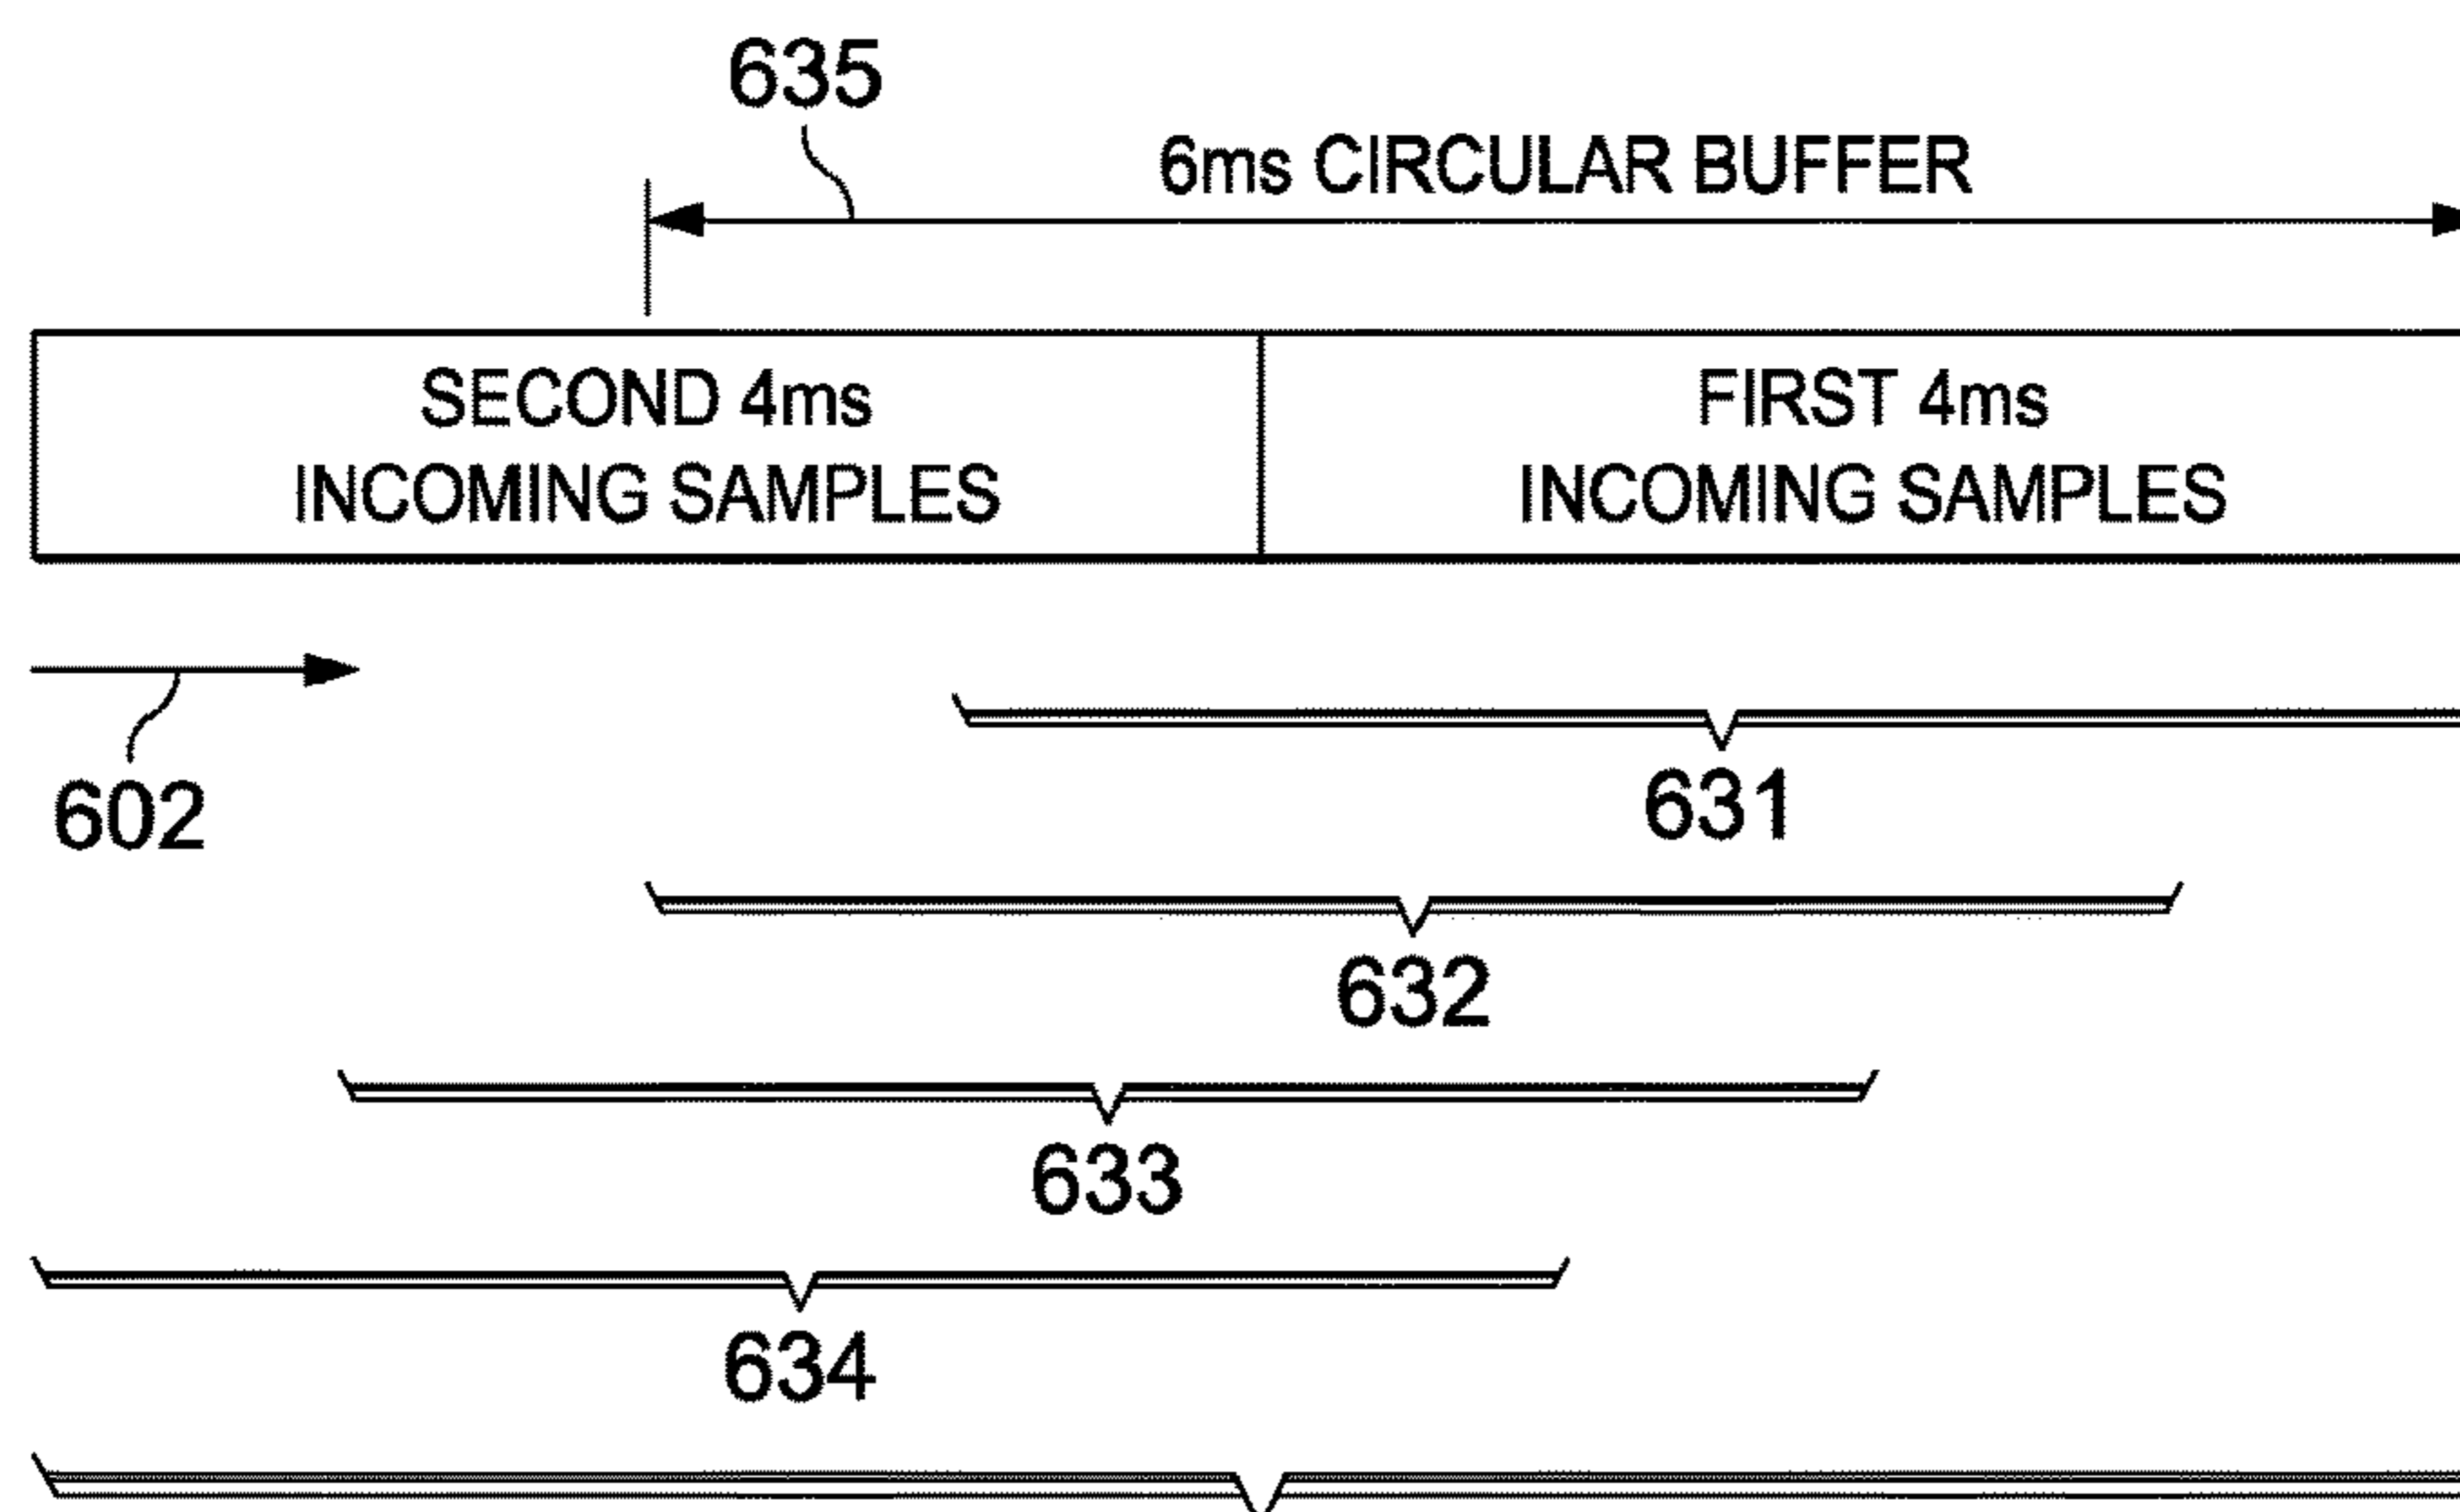 635
6ms CIRCULAR BUFFER
SECOND 4ms
INCOMING SAMPLES
FIRST 4ms
INCOMING SAMPLES
602
631
632
633
634